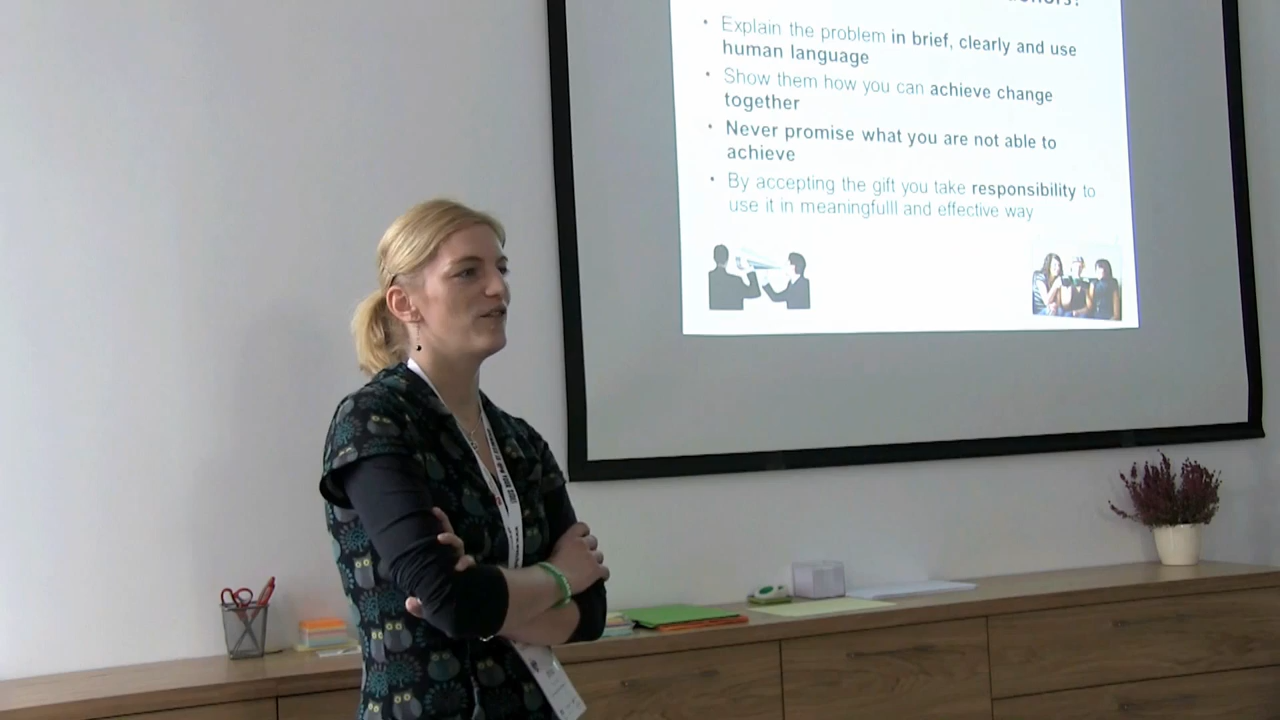 • Explain the problem in brief, clearly and use
human language
• Show them how you can achieve change
together
• Never promise what you are not able to
achieve
• By accepting the gift you take responsibility to
use it in meaningfulll and effective way